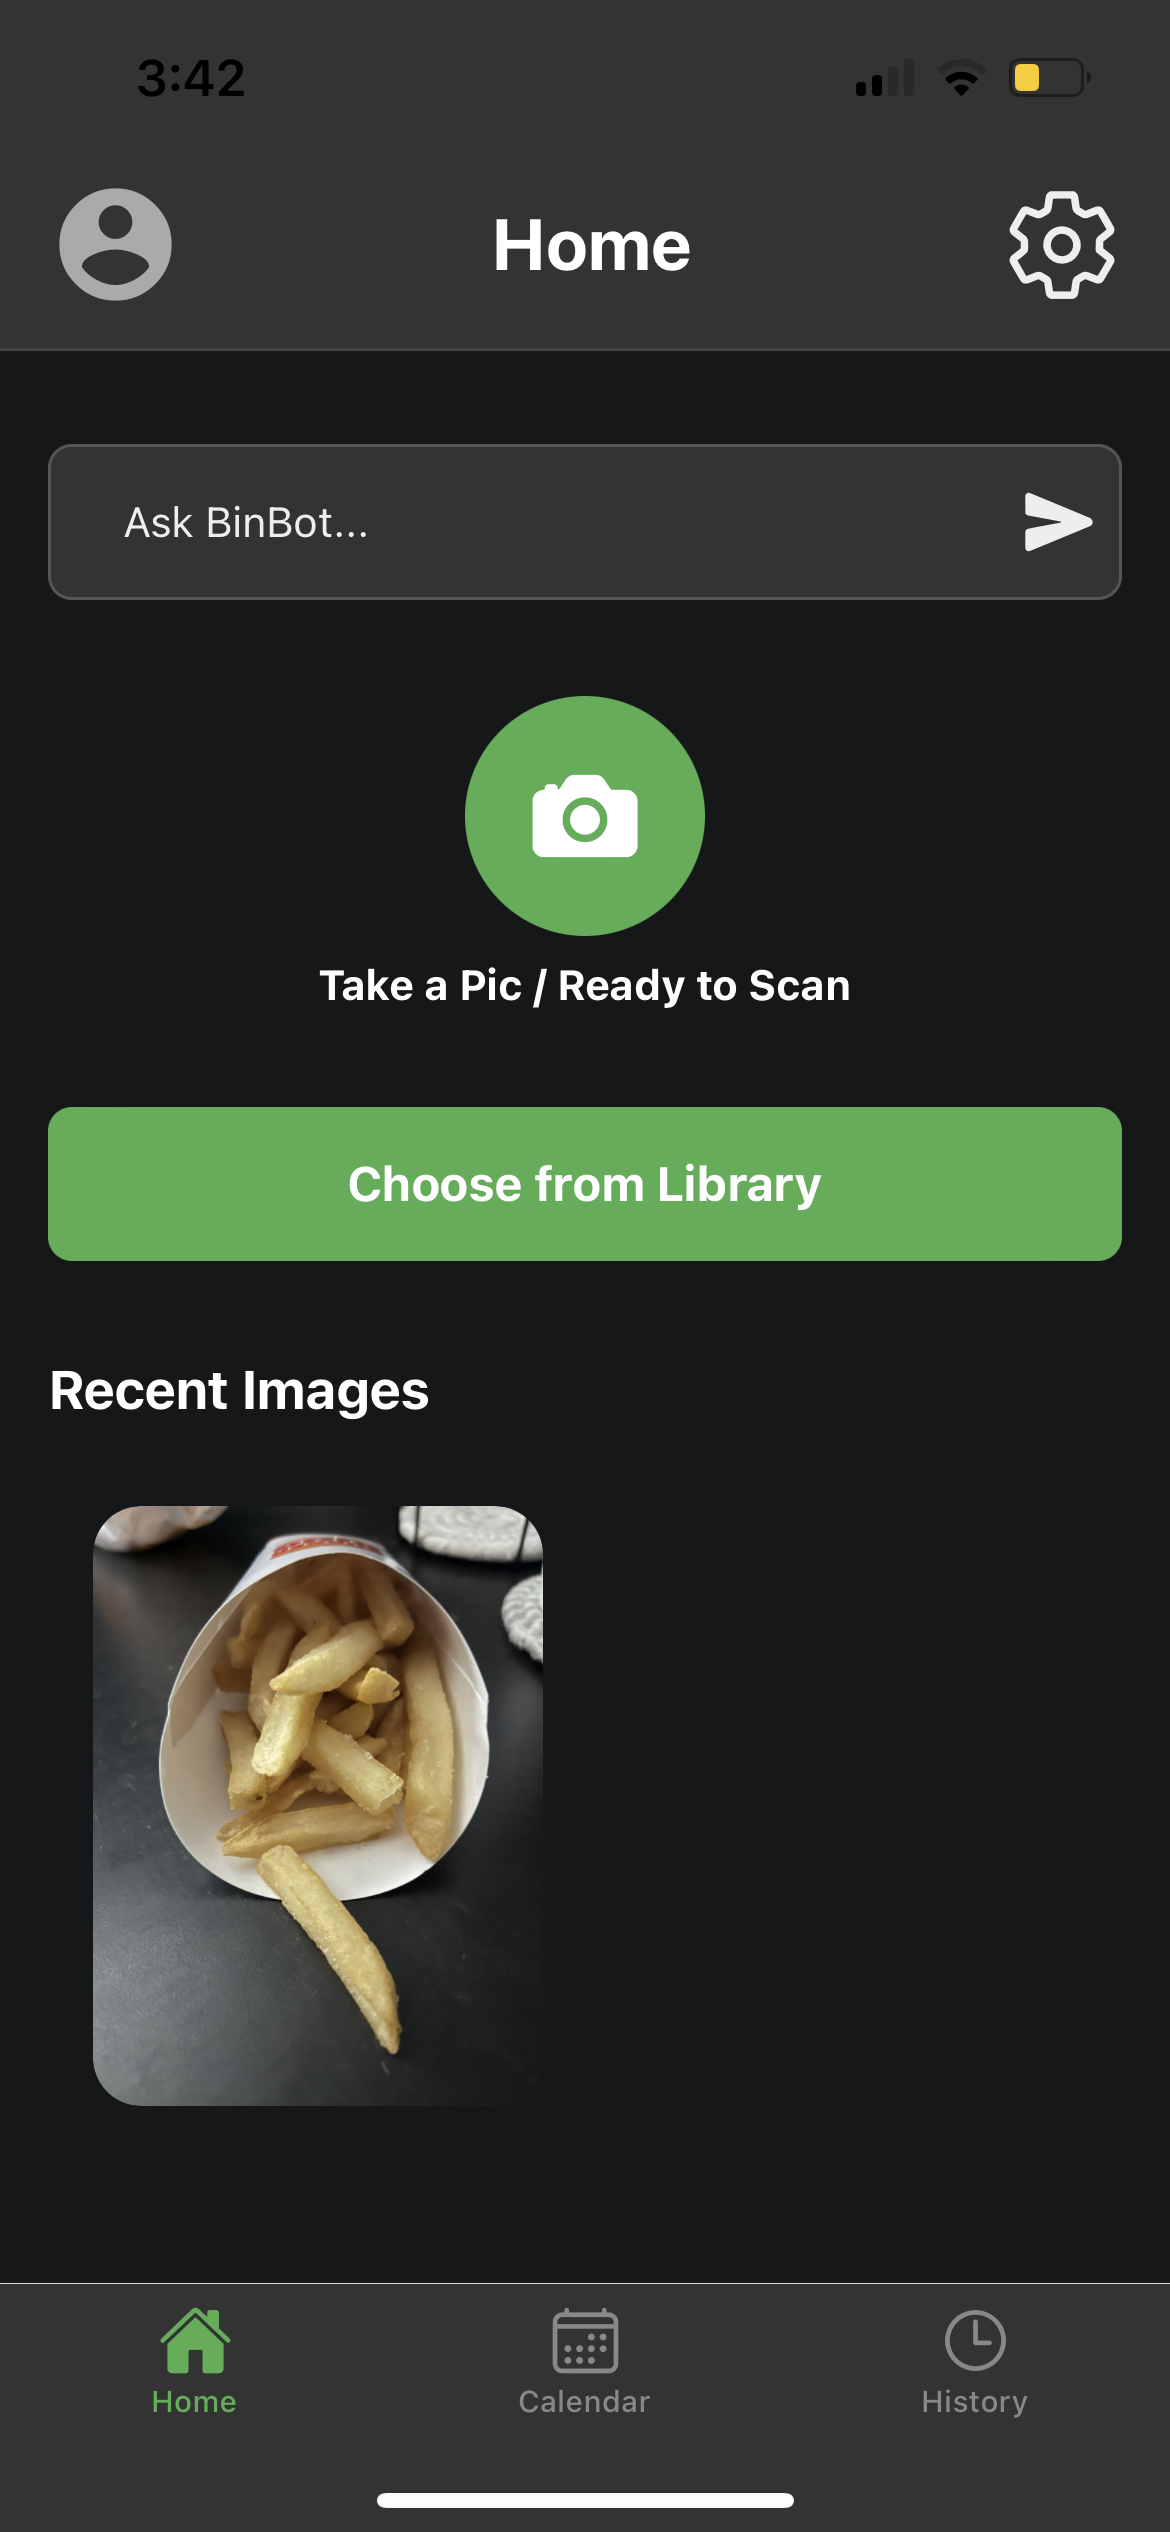 3:42
Home
Ask BinBot...
Take a Pic / Ready to Scan
Choose from Library
Recent Images
Home
Calendar
History